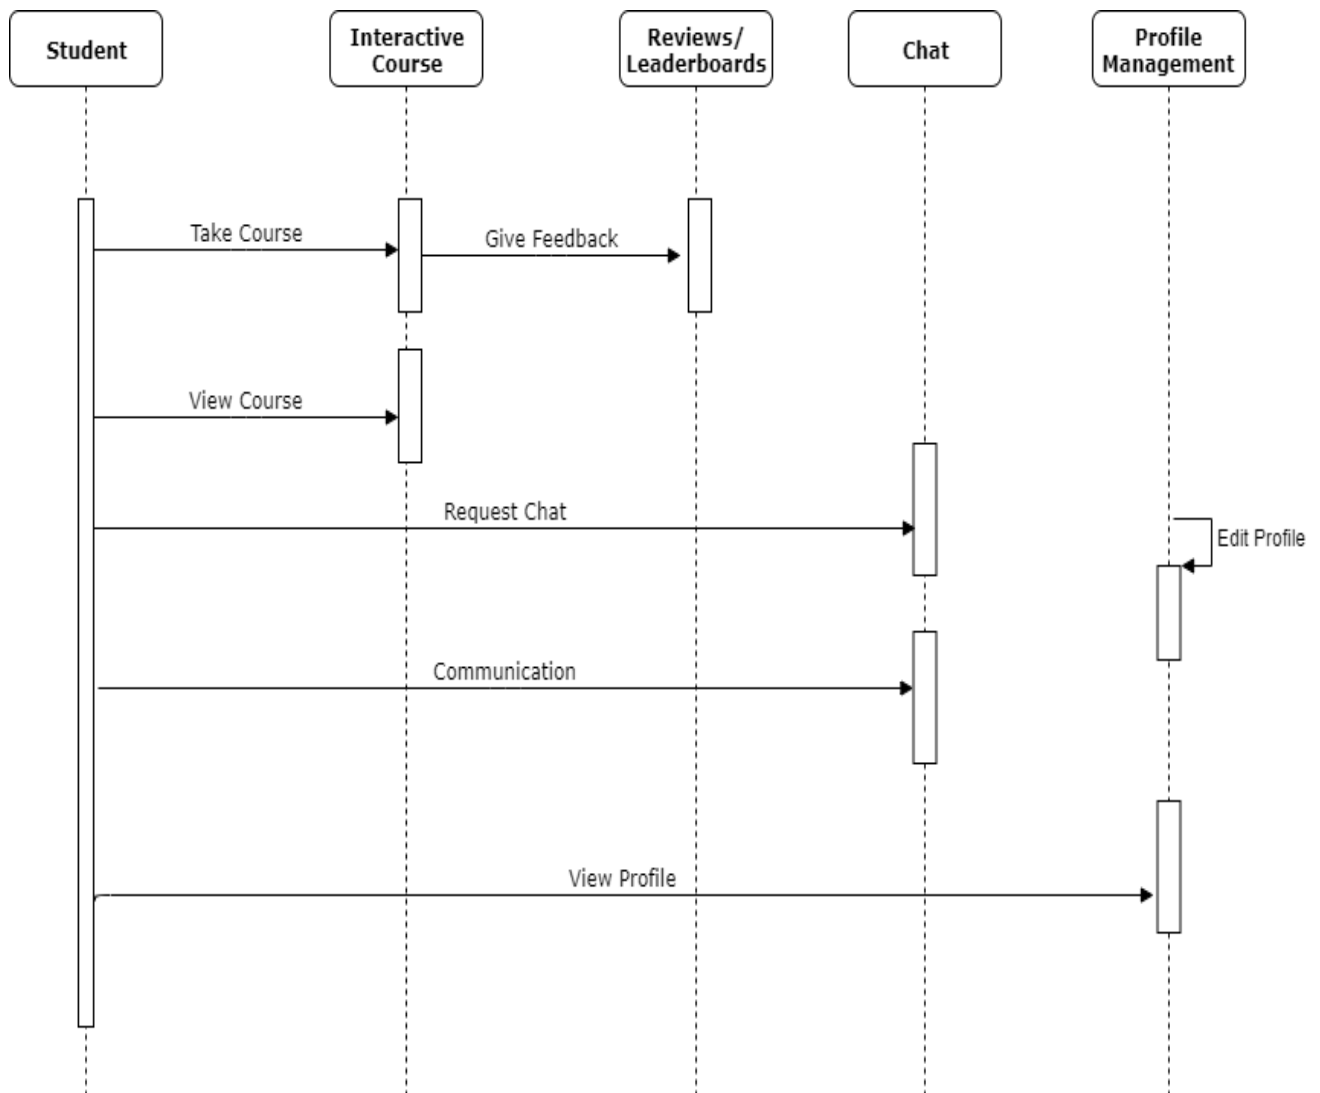 Student
Interactive
Course
Reviews/
Leaderboards
Chat
Profile
Management
Take Course
Give Feedback
View Course
Request Chat
Edit Profile
Communication
View Profile